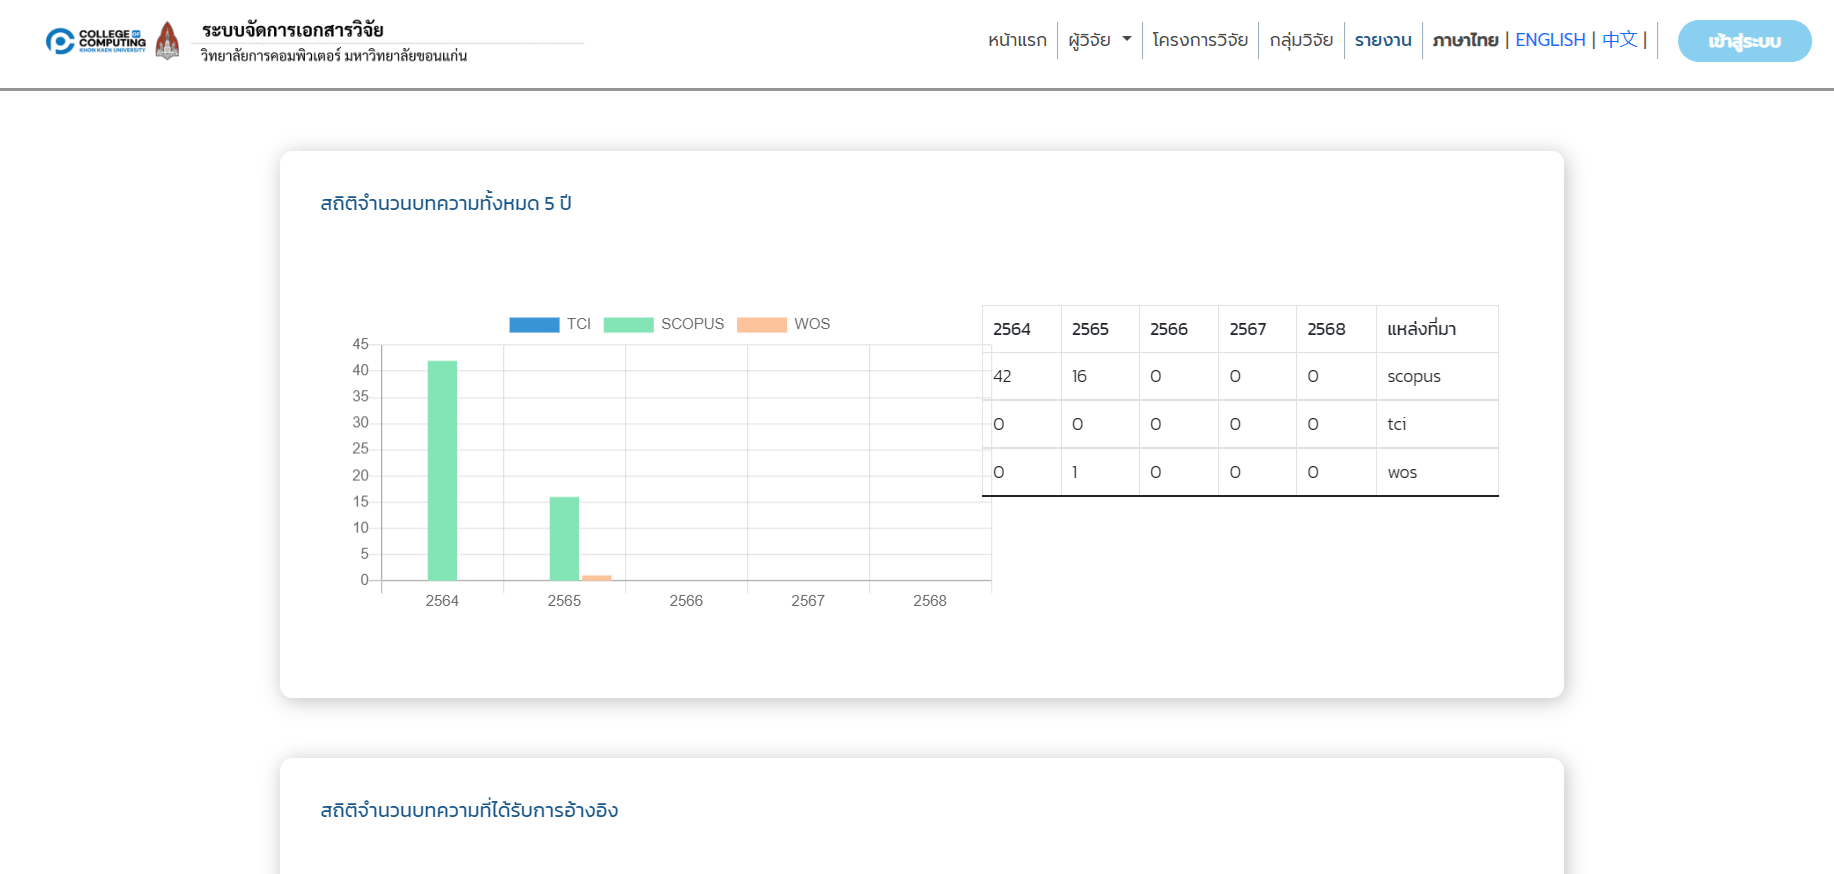 COLLEGE OF
COMPUTING
KHON KAEN UNIVERSITY
ระบบจัดการเอกสารวิจัย
วิทยาลัยการคอมพิวเตอร์ มหาวิทยาลัยขอนแก่น
หน้าแรก ผู้วิจัย โครงการวิจัย กลุ่มวิจัย รายงาน ภาษาไทย | ENGLISH | 中文 | เข้าสู่ระบบ
สถิติจำนวนบทความทั้งหมด 5 ปี
TCI SCOPUS WOS
45
40
35
30
25
20
15
10
5
0
2564 2565 2566 2567 2568
2564 2565 2566 2567 2568 แหล่งที่มา
42 16 0 0 0 scopus
0 0 0 0 0 tci
0 1 0 0 0 wos
สถิติจำนวนบทความที่ได้รับการอ้างอิง